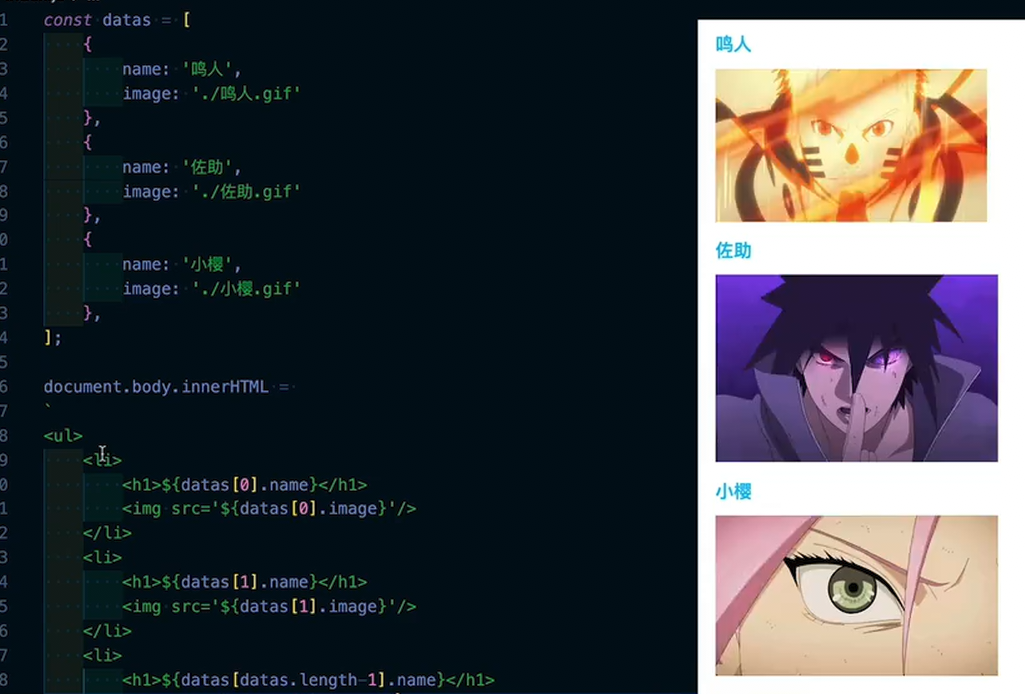 1 const datas = [
2 {
3 name: '鸣人',
4 image: './鸣人.gif'
5 },
6 {
7 name: '佐助',
8 image: './佐助.gif'
9 },
0 {
1 name: '小樱',
2 image: './小樱.gif'
3 },
4 ];
5
6 document.body.innerHTML =
7 `
8 <ul>
9 <li>
0 <h1>${datas[0].name}</h1>
1 <img src='${datas[0].image}'/>
2 </li>
3 <li>
4 <h1>${datas[1].name}</h1>
5 <img src='${datas[1].image}'/>
6 </li>
7 <li>
8 <h1>${datas[datas.length-1].name}</h1>
鸣人
佐助
小樱